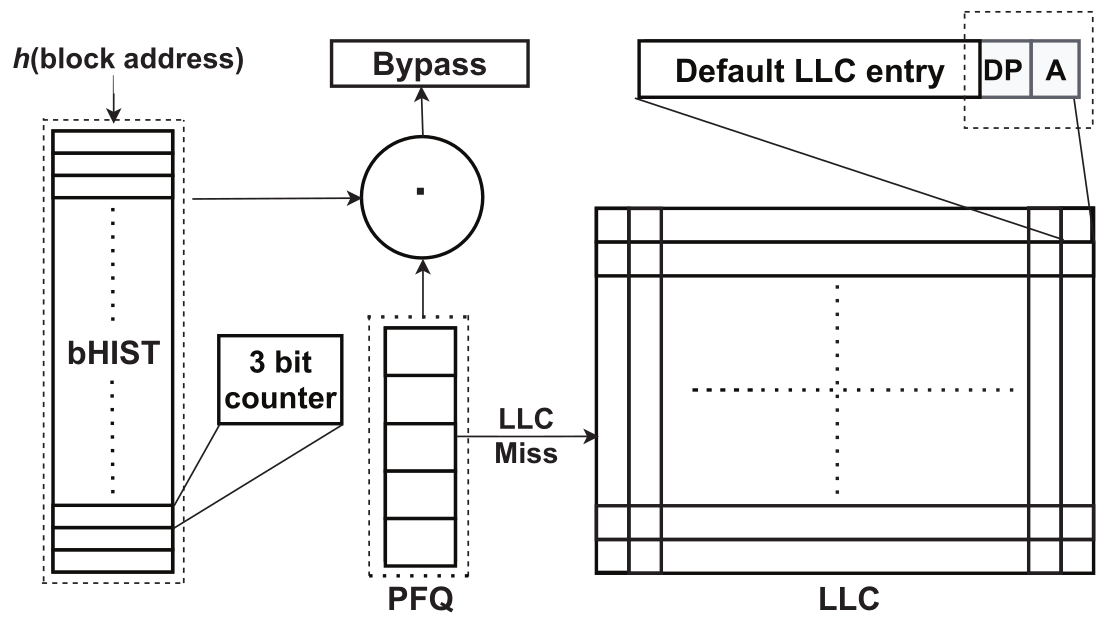 h(block address)
Bypass
Default LLC entry
DP
A
bHIST
3 bit
counter
LLC
Miss
PFQ
LLC